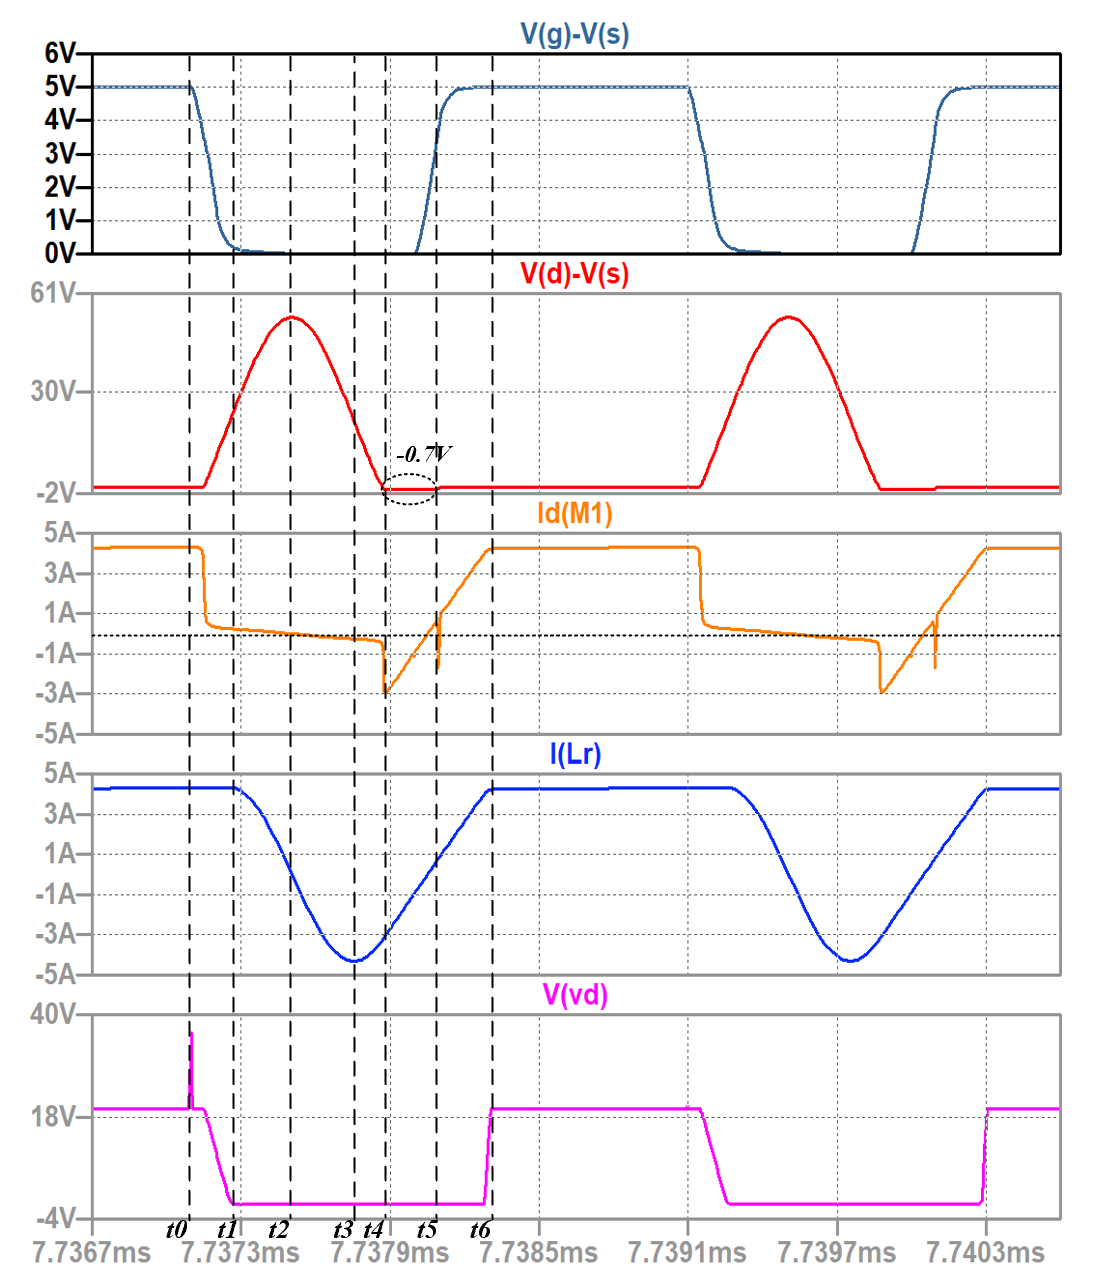 V(g)-V(s)
6V
5V
4V
3V
2V
1V
0V
V(d)-V(s)
61V
30V
-0.7V
-2V
Id(M1)
5A
3A
1A
-1A
-3A
-5A
I(Lr)
5A
3A
1A
-1A
-3A
-5A
V(vd)
40V
18V
-4V
t0 t1 t2 t3 t4 t5 t6
7.7367ms 7.7373ms 7.7379ms 7.7385ms 7.7391ms 7.7397ms 7.7403ms